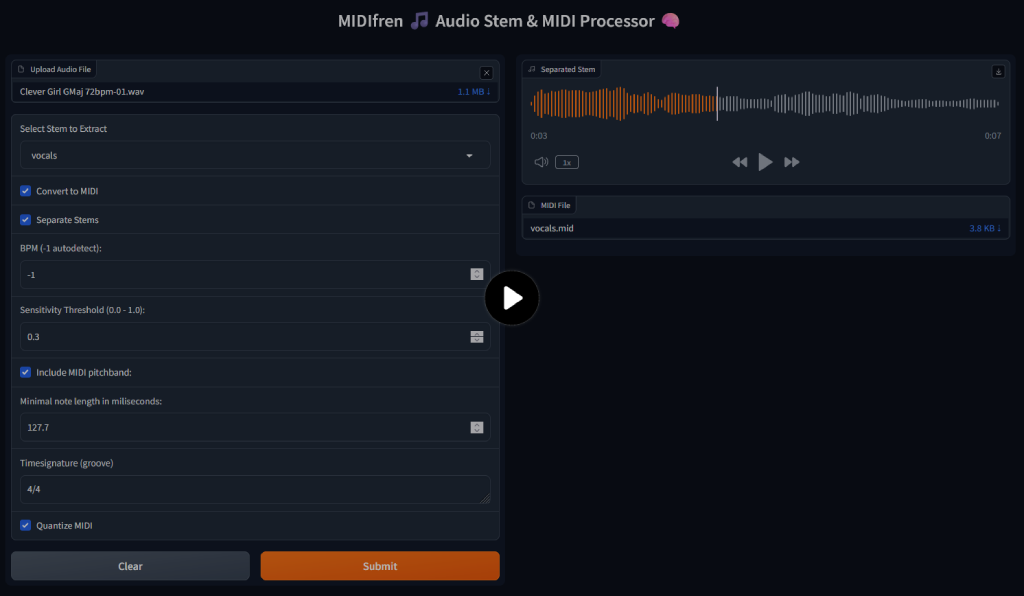 MIDIfren 🎵 Audio Stem & MIDI Processor 🧠
Upload Audio File
Clever Girl GMaj 72bpm-01.wav 1.1 MB ↓
Select Stem to Extract
vocals
Convert to MIDI
Separate Stems
BPM (-1 autodetect):
-1
Sensitivity Threshold (0.0 - 1.0):
0.3
Include MIDI pitchband:
Minimal note length in miliseconds:
127.7
Timesignature (groove)
4/4
Quantize MIDI
Clear
Submit
Separated Stem
0:03 0:07
1x
MIDI File
vocals.mid 3.8 KB ↓